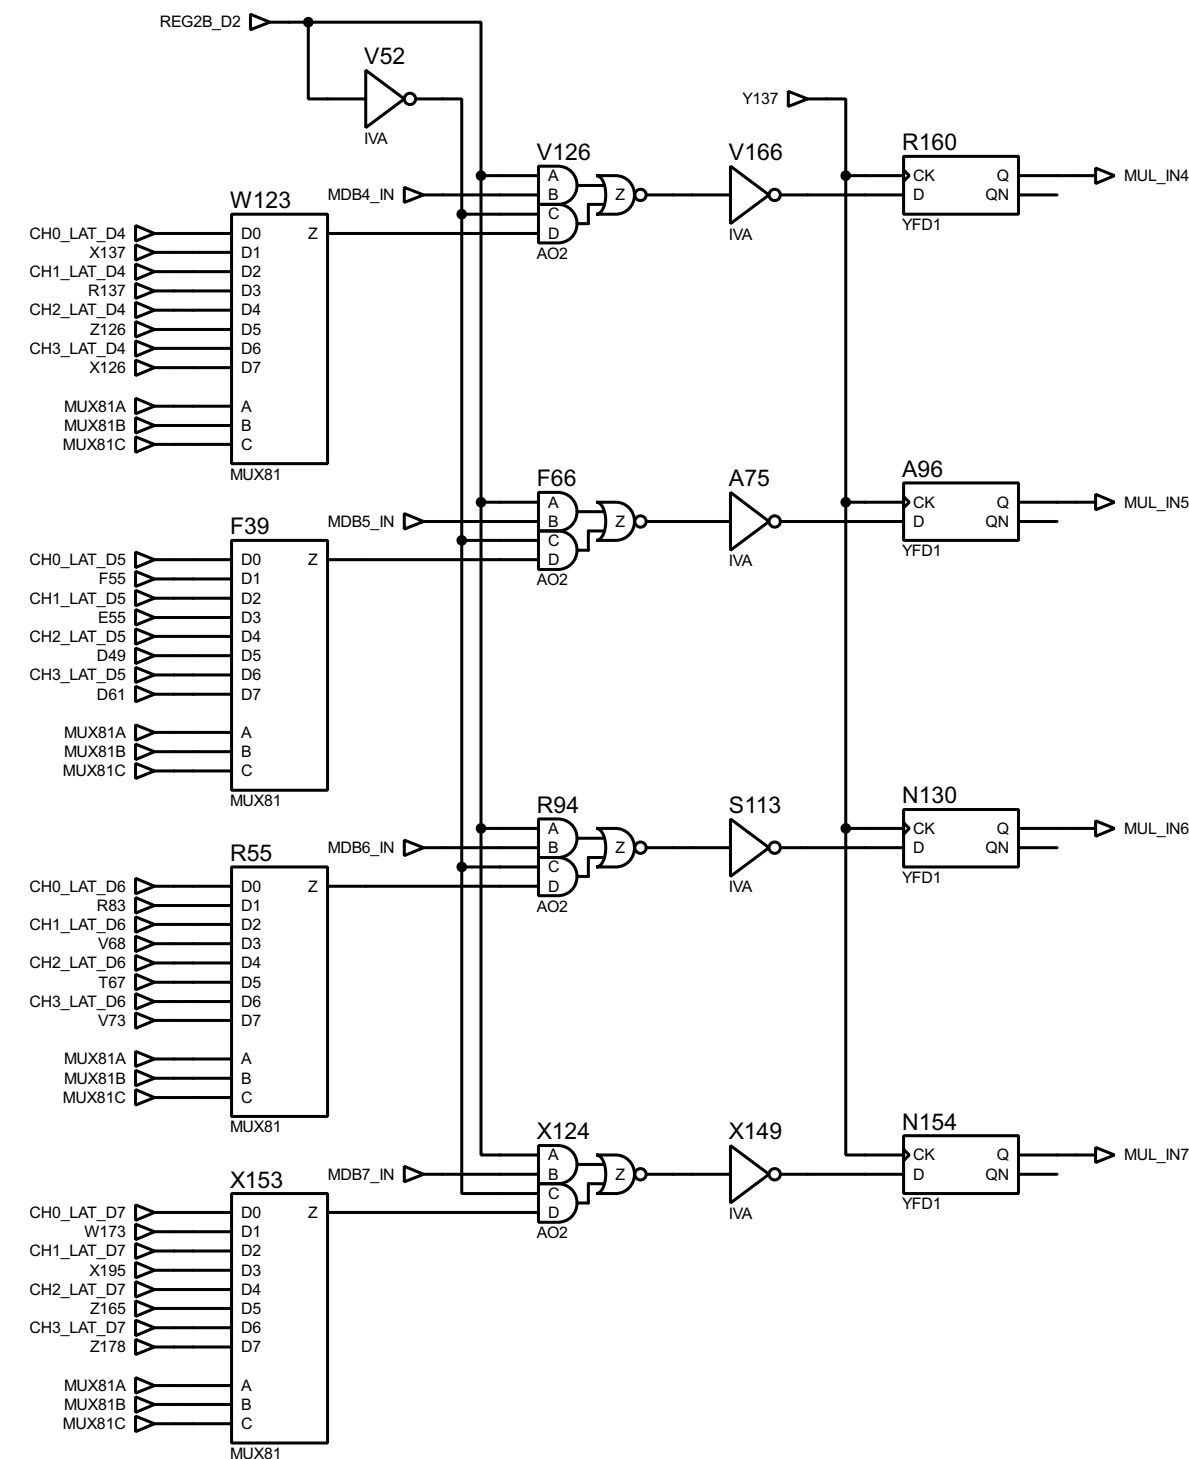 REG2B_D2
V52
IVA
Y137
V126
A
B
C
D
Z
AO2
MDB4_IN
V166
IVA
R160
CK
D
Q
QN
YFD1
MUL_IN4
W123
CH0_LAT_D4 D0 Z
X137 D1
CH1_LAT_D4 D2
R137 D3
CH2_LAT_D4 D4
Z126 D5
CH3_LAT_D4 D6
X126 D7
MUX81A A
MUX81B B
MUX81C C
MUX81
F66
A
B
C
D
Z
AO2
MDB5_IN
A75
IVA
A96
CK
D
Q
QN
YFD1
MUL_IN5
F39
CH0_LAT_D5 D0 Z
F55 D1
CH1_LAT_D5 D2
E55 D3
CH2_LAT_D5 D4
D49 D5
CH3_LAT_D5 D6
D61 D7
MUX81A A
MUX81B B
MUX81C C
MUX81
R94
A
B
C
D
Z
AO2
MDB6_IN
S113
IVA
N130
CK
D
Q
QN
YFD1
MUL_IN6
R55
CH0_LAT_D6 D0 Z
R83 D1
CH1_LAT_D6 D2
V68 D3
CH2_LAT_D6 D4
T67 D5
CH3_LAT_D6 D6
V73 D7
MUX81A A
MUX81B B
MUX81C C
MUX81
X124
A
B
C
D
Z
AO2
MDB7_IN
X149
IVA
N154
CK
D
Q
QN
YFD1
MUL_IN7
X153
CH0_LAT_D7 D0 Z
W173 D1
CH1_LAT_D7 D2
X195 D3
CH2_LAT_D7 D4
Z165 D5
CH3_LAT_D7 D6
Z178 D7
MUX81A A
MUX81B B
MUX81C C
MUX81